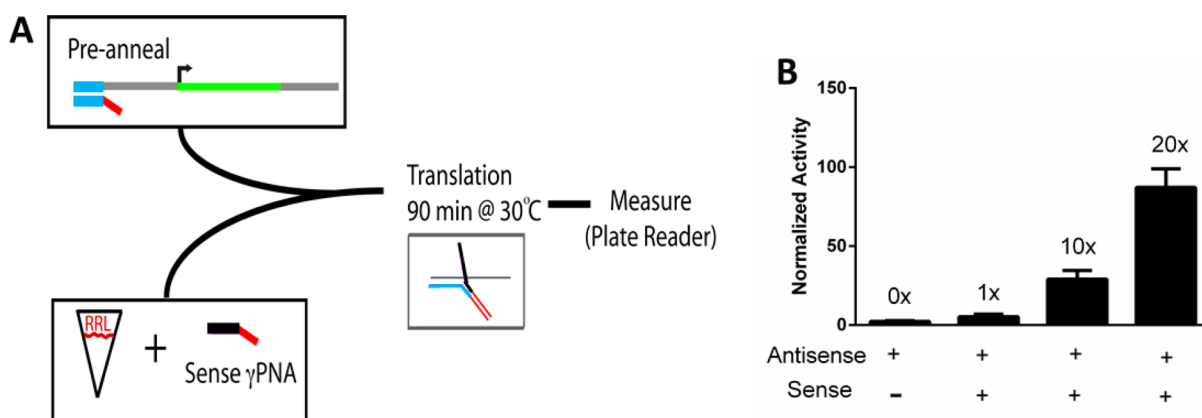 A
Pre-anneal
RRL
+
Sense γPNA
Translation
90 min @ 30°C
Measure
(Plate Reader)
B
Normalized Activity
150
100
50
0
0x
1x
10x
20x
Antisense + + + +
Sense - + + +